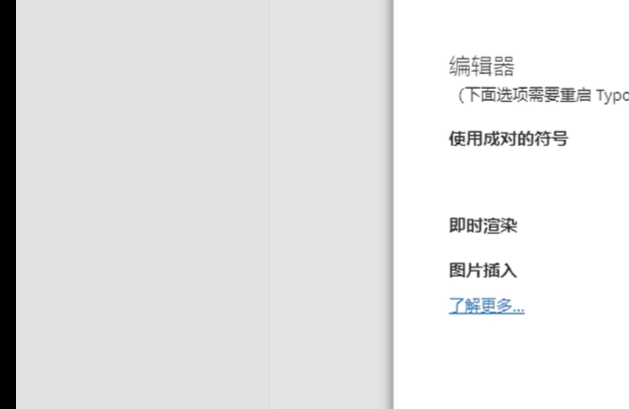 编辑器
（下面选项需要重启 Typo
使用成对的符号
即时渲染
图片插入
了解更多...